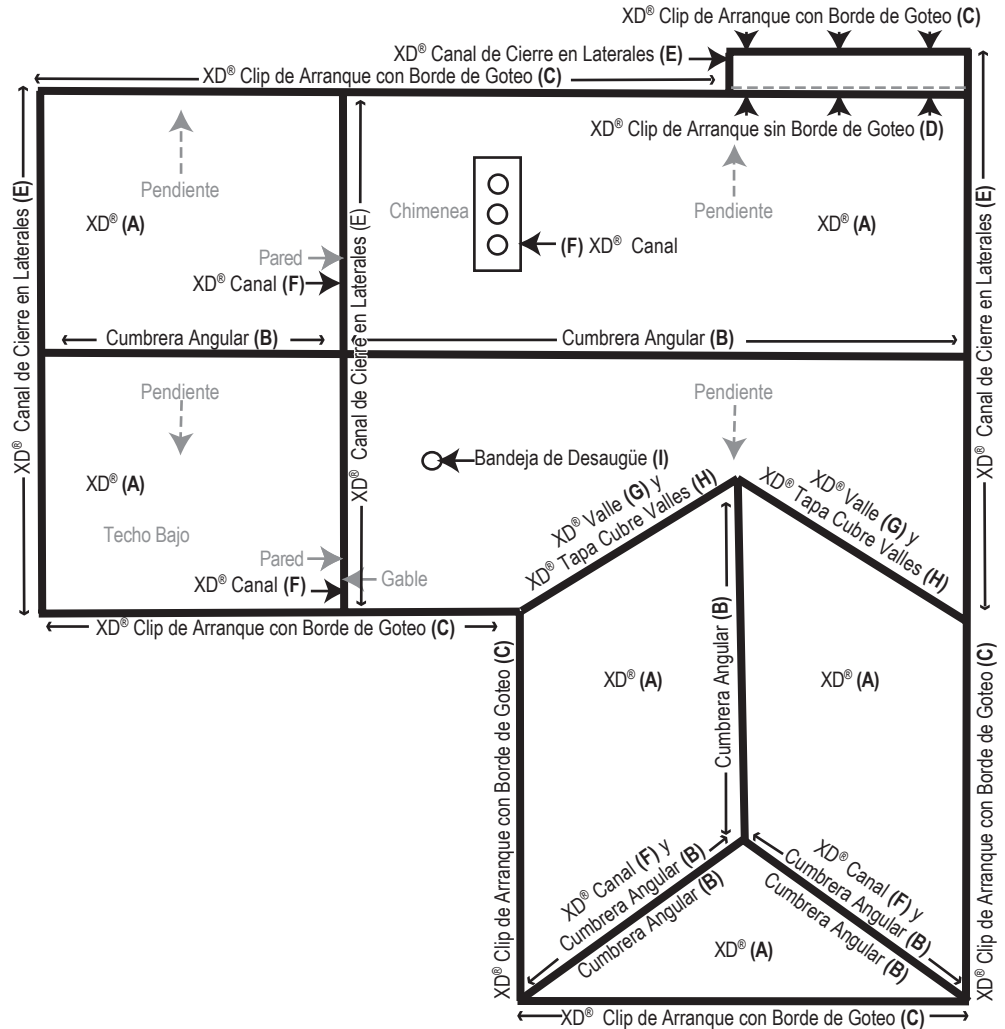 XD® Clip de Arranque con Borde de Goteo (C)
XD® Canal de Cierre en Laterales (E)
XD® Clip de Arranque con Borde de Goteo (C)
XD® Clip de Arranque sin Borde de Goteo (D)
XD® Canal de Cierre en Laterales (E)
Pendiente
XD® (A)
Pared
XD® Canal (F)
XD® Canal de Cierre en Laterales (E)
Chimenea
(F) XD® Canal
Pendiente
XD® (A)
XD® Canal de Cierre en Laterales (E)
Cumbrera Angular (B)
Cumbrera Angular (B)
Pendiente
XD® (A)
Techo Bajo
Pared
XD® Canal (F)
Gable
Bandeja de Desaugüe (I)
Pendiente
XD® Valle (G) y
XD® Tapa Cubre Valles (H)
XD® Valle (G) y
XD® Tapa Cubre Valles (H)
XD® Clip de Arranque con Borde de Goteo (C)
XD® Clip de Arranque con Borde de Goteo (C)
XD® (A)
Cumbrera Angular (B)
XD® (A)
XD® Clip de Arranque con Borde de Goteo (C)
XD® Canal (F) y
Cumbrera Angular (B)
Cumbrera Angular (B)
XD® Canal (F) y
Cumbrera Angular (B)
Cumbrera Angular (B)
XD® (A)
XD® Clip de Arranque con Borde de Goteo (C)